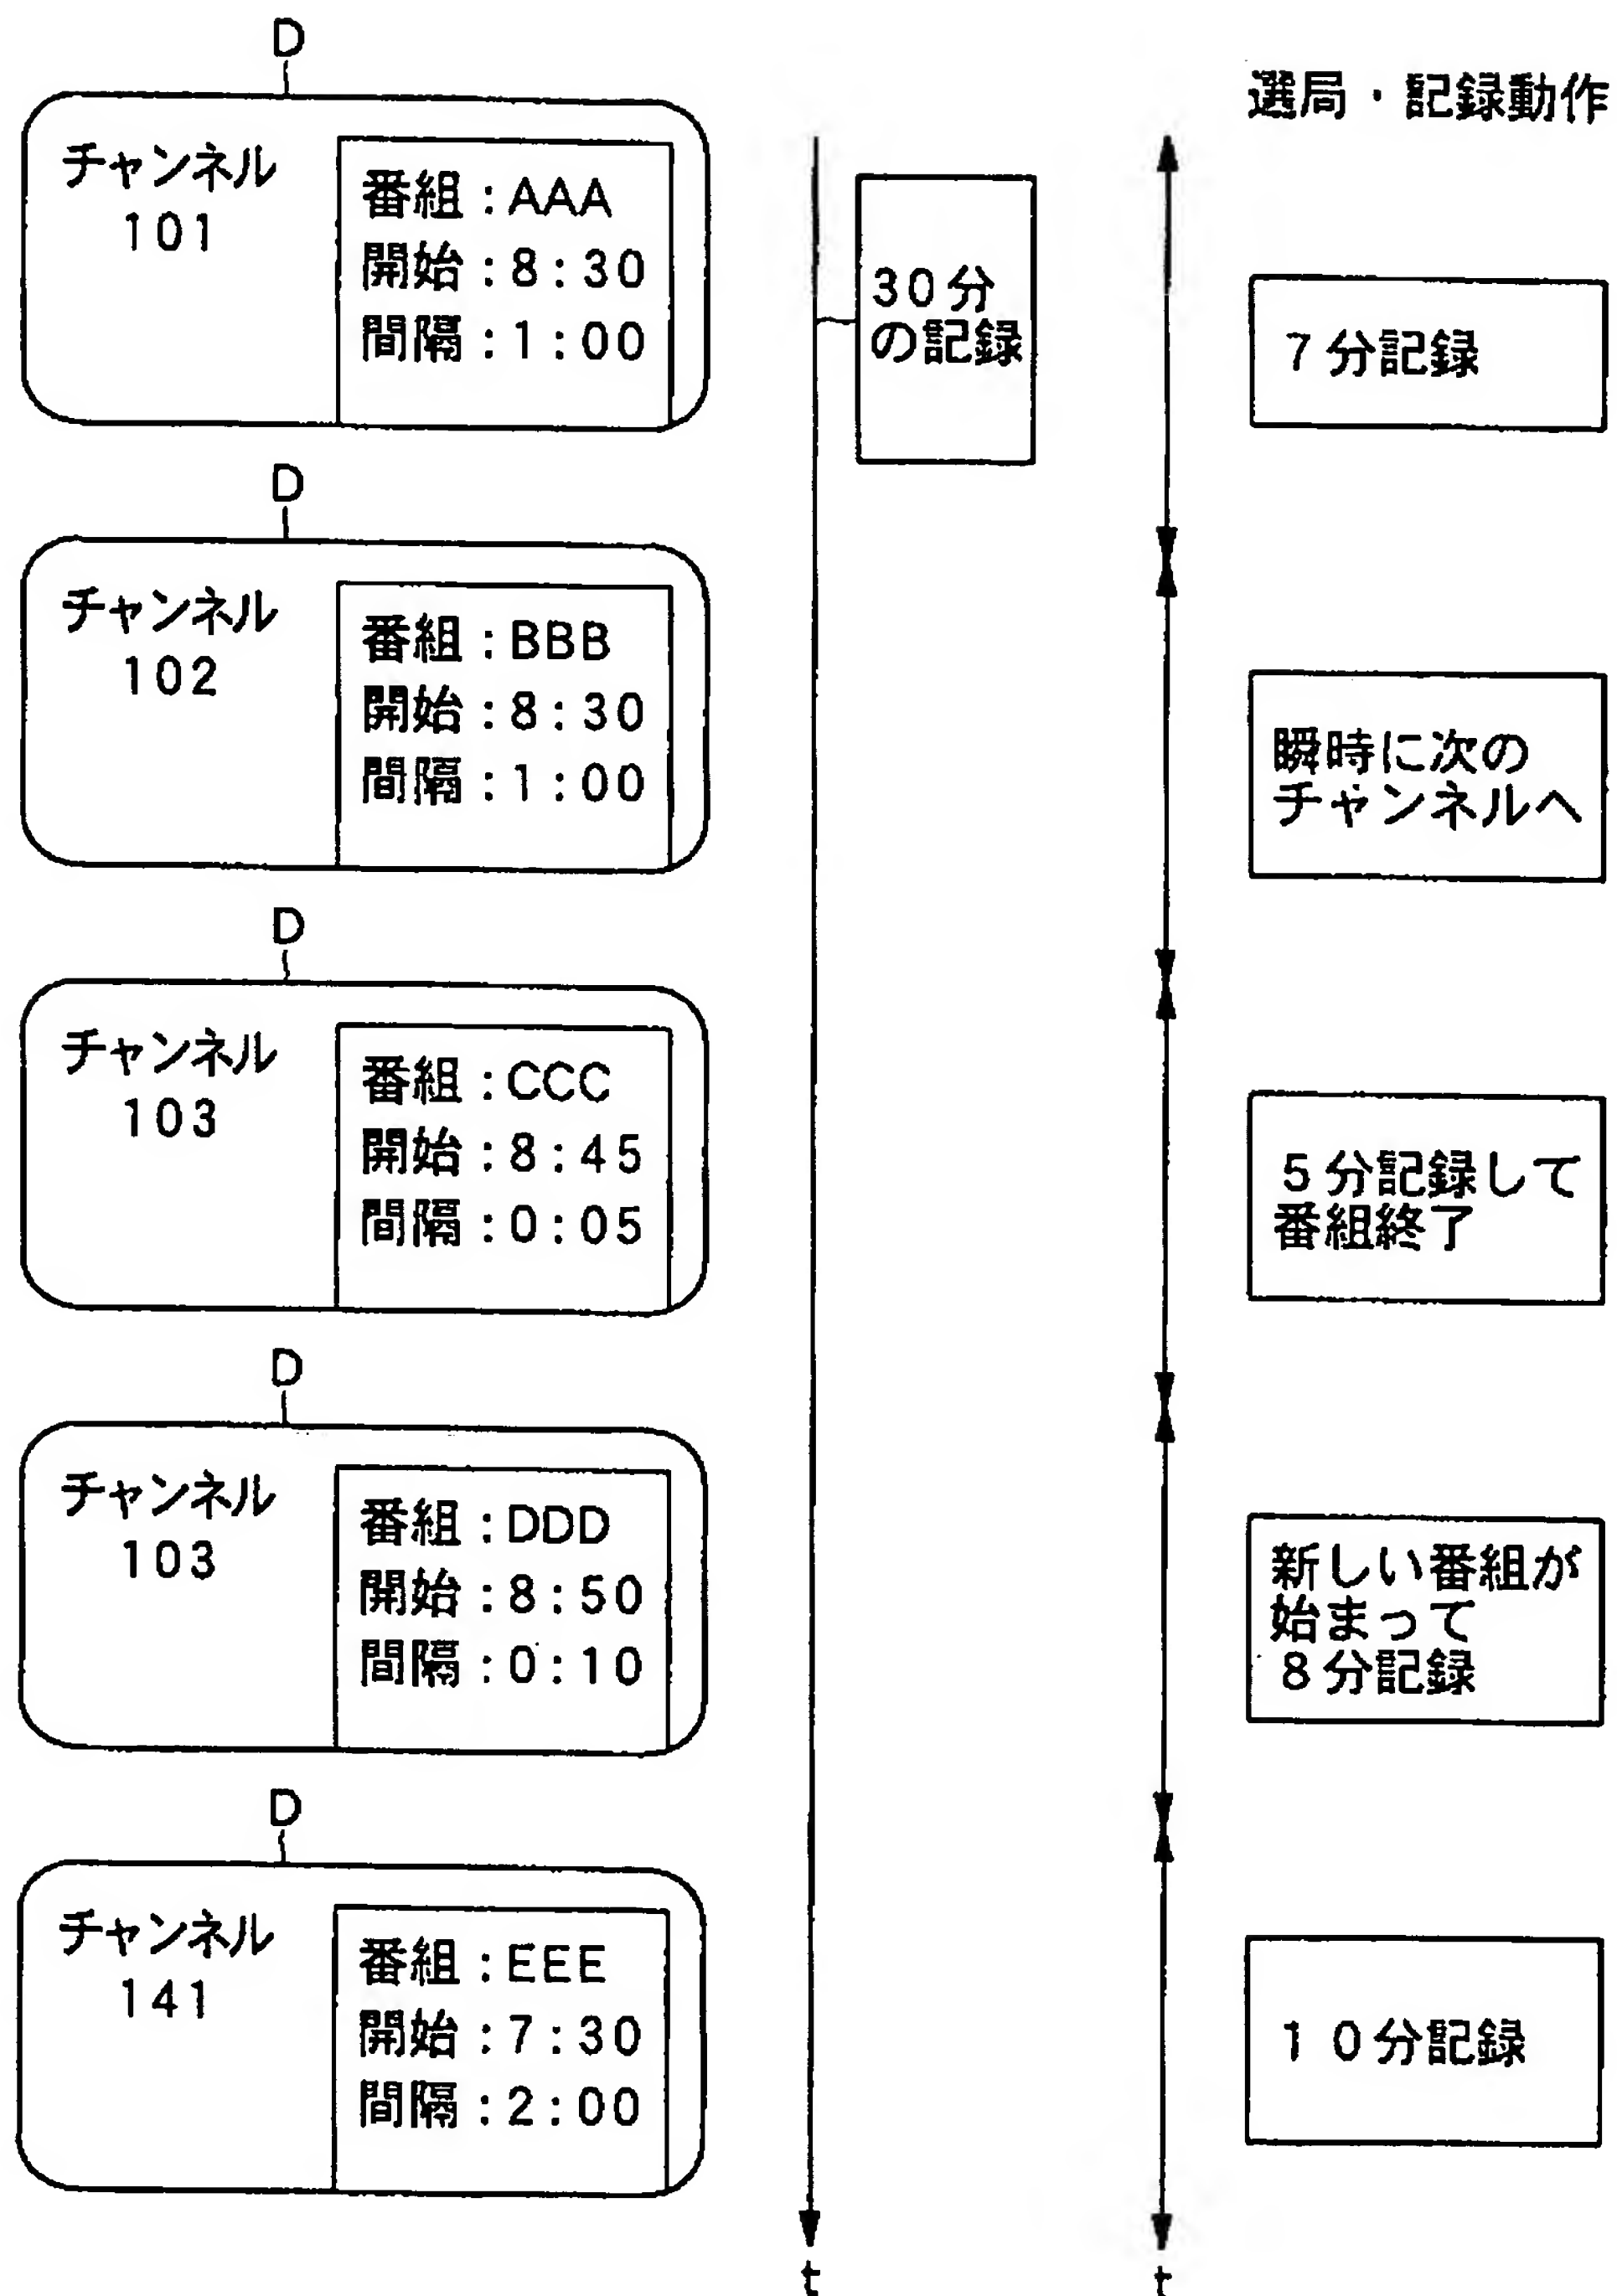 選局・記録動作
D
チャンネル
101
番組:AAA
開始:8:30
間隔:1:00
30分
の記録
7分記録
D
チャンネル
102
番組:BBB
開始:8:30
間隔:1:00
瞬時に次の
チャンネルへ
D
チャンネル
103
番組:CCC
開始:8:45
間隔:0:05
5分記録して
番組終了
D
チャンネル
103
番組:DDD
開始:8:50
間隔:0:10
新しい番組が
始まって
8分記録
D
チャンネル
141
番組:EEE
開始:7:30
間隔:2:00
10分記録
t
t